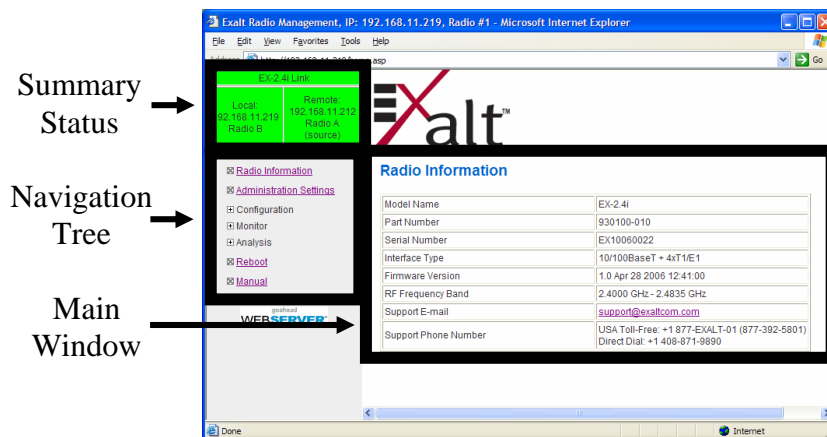 Exalt Radio Management, IP: 192.168.11.219, Radio #1 - Microsoft Internet Explorer
File Edit View Favorites Tools Help
Go
Summary
Status
EX-2.4i Link
Local:
92.168.11.219
Radio B
Remote:
192.168.11.212
Radio A
(source)
EXalt™
Navigation
Tree
Radio Information
Administration Settings
Configuration
Monitor
Analysis
Reboot
Manual
goahead
WEBSERVER
Main
Window
Radio Information
Model Name EX-2.4i
Part Number 930100-010
Serial Number EX10060022
Interface Type 10/100BaseT + 4xT1/E1
Firmware Version 1.0 Apr 28 2006 12:41:00
RF Frequency Band 2.4000 GHz - 2.4835 GHz
Support E-mail support@exaltcom.com
Support Phone Number USA Toll-Free: +1 877-EXALT-01 (877-392-5801)
Direct Dial: +1 408-871-9890
Done Internet